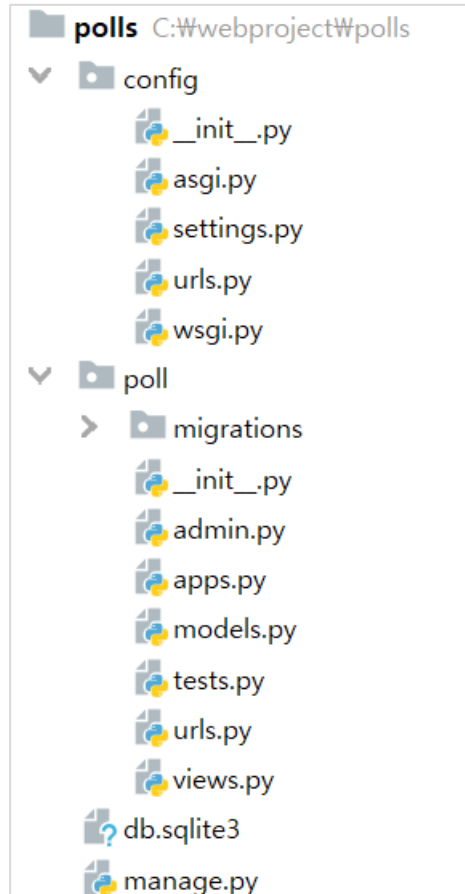 polls C:₩webproject₩polls
config
__init__.py
asgi.py
settings.py
urls.py
wsgi.py
poll
migrations
__init__.py
admin.py
apps.py
models.py
tests.py
urls.py
views.py
db.sqlite3
manage.py